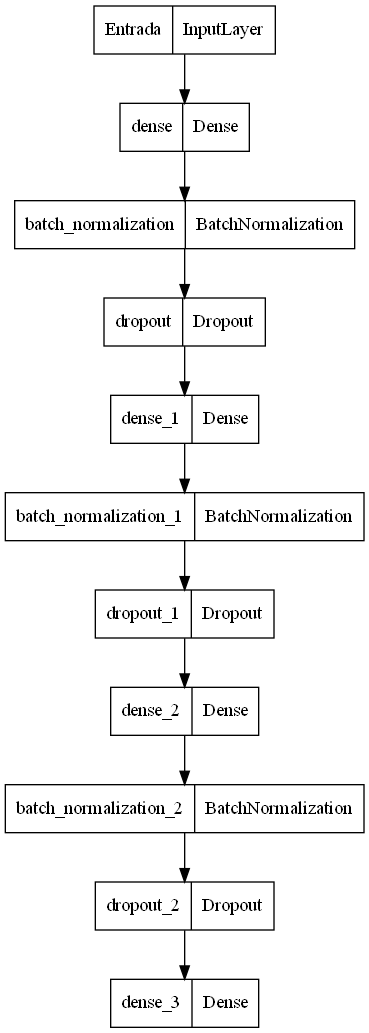 Entrada InputLayer
dense Dense
batch_normalization BatchNormalization
dropout Dropout
dense_1 Dense
batch_normalization_1 BatchNormalization
dropout_1 Dropout
dense_2 Dense
batch_normalization_2 BatchNormalization
dropout_2 Dropout
dense_3 Dense